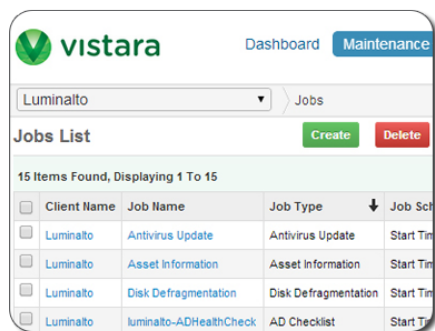 vistara
Dashboard Maintenance
Luminalto Jobs
Jobs List Create Delete
15 Items Found, Displaying 1 To 15
Client Name Job Name Job Type Job Sch
Luminalto Antivirus Update Antivirus Update Start Tim
Luminalto Asset Information Asset Information Start Tim
Luminalto Disk Defragmentation Disk Defragmentation Start Tim
Luminalto luminalto-ADHealthCheck AD Checklist Start Tim